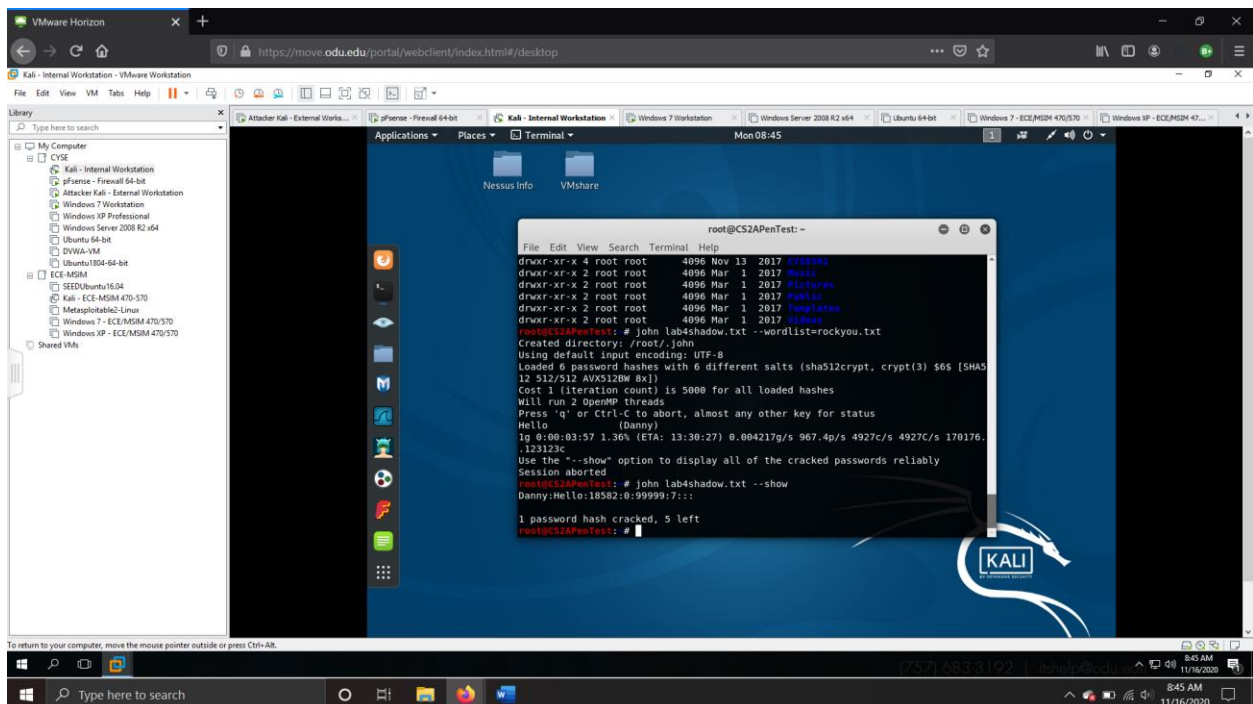 VMware Horizon
https://move.odu.edu/portal/webclient/index.html#/desktop
Kali - Internal Workstation - VMware Workstation
File Edit View VM Tabs Help
Library
Type here to search
My Computer
CYSE
Kali - Internal Workstation
pFsense - Firewall 64-bit
Attacker Kali - External Workstation
Windows 7 Workstation
Windows XP Professional
Windows Server 2008 R2 x64
Ubuntu 64-bit
DVWA-VM
Ubuntu1804-64-bit
ECE-MSIM
SEEDUbuntu16.04
Kali - ECE-MSIM 470-570
Metasploitable2-Linux
Windows 7 - ECE/MSIM 470/570
Windows XP - ECE/MSIM 470/570
Shared VMs
Attacker Kali - External Works...
pFsense - Firewall 64-bit
Kali - Internal Workstation
Windows 7 Workstation
Windows Server 2008 R2 x64
Ubuntu 64-bit
Windows 7 - ECE/MSIM 470/570
Windows XP - ECE/MSIM 47...
Applications Places Terminal Mon 08:45 1
Nessus Info VMshare
root@CS2APenTest: ~
File Edit View Search Terminal Help
drwxr-xr-x 4 root root 4096 Nov 13 2017
drwxr-xr-x 2 root root 4096 Mar 1 2017 Music
drwxr-xr-x 2 root root 4096 Mar 1 2017 Pictures
drwxr-xr-x 2 root root 4096 Mar 1 2017 Public
drwxr-xr-x 2 root root 4096 Mar 1 2017 Templates
drwxr-xr-x 2 root root 4096 Mar 1 2017 Videos
root@CS2APenTest: # john lab4shadow.txt --wordlist=rockyou.txt
Created directory: /root/.john
Using default input encoding: UTF-8
Loaded 6 password hashes with 6 different salts (sha512crypt, crypt(3) $6$ [SHA5
12 512/512 AVX512BW 8x])
Cost 1 (iteration count) is 5000 for all loaded hashes
Will run 2 OpenMP threads
Press 'q' or Ctrl-C to abort, almost any other key for status
Hello (Danny)
1g 0:00:03:57 1.36% (ETA: 13:30:27) 0.004217g/s 967.4p/s 4927c/s 4927C/s 170176.
.123123c
Use the "--show" option to display all of the cracked passwords reliably
Session aborted
root@CS2APenTest: # john lab4shadow.txt --show
Danny:Hello:18582:0:99999:7:::
1 password hash cracked, 5 left
root@CS2APenTest: #
KALI
BY OFFENSIVE SECURITY
To return to your computer, move the mouse pointer outside or press Ctrl+Alt.
(757) 683-3192 | itshelp@odu.edu
8:45 AM
11/16/2020
Type here to search
8:45 AM
11/16/2020